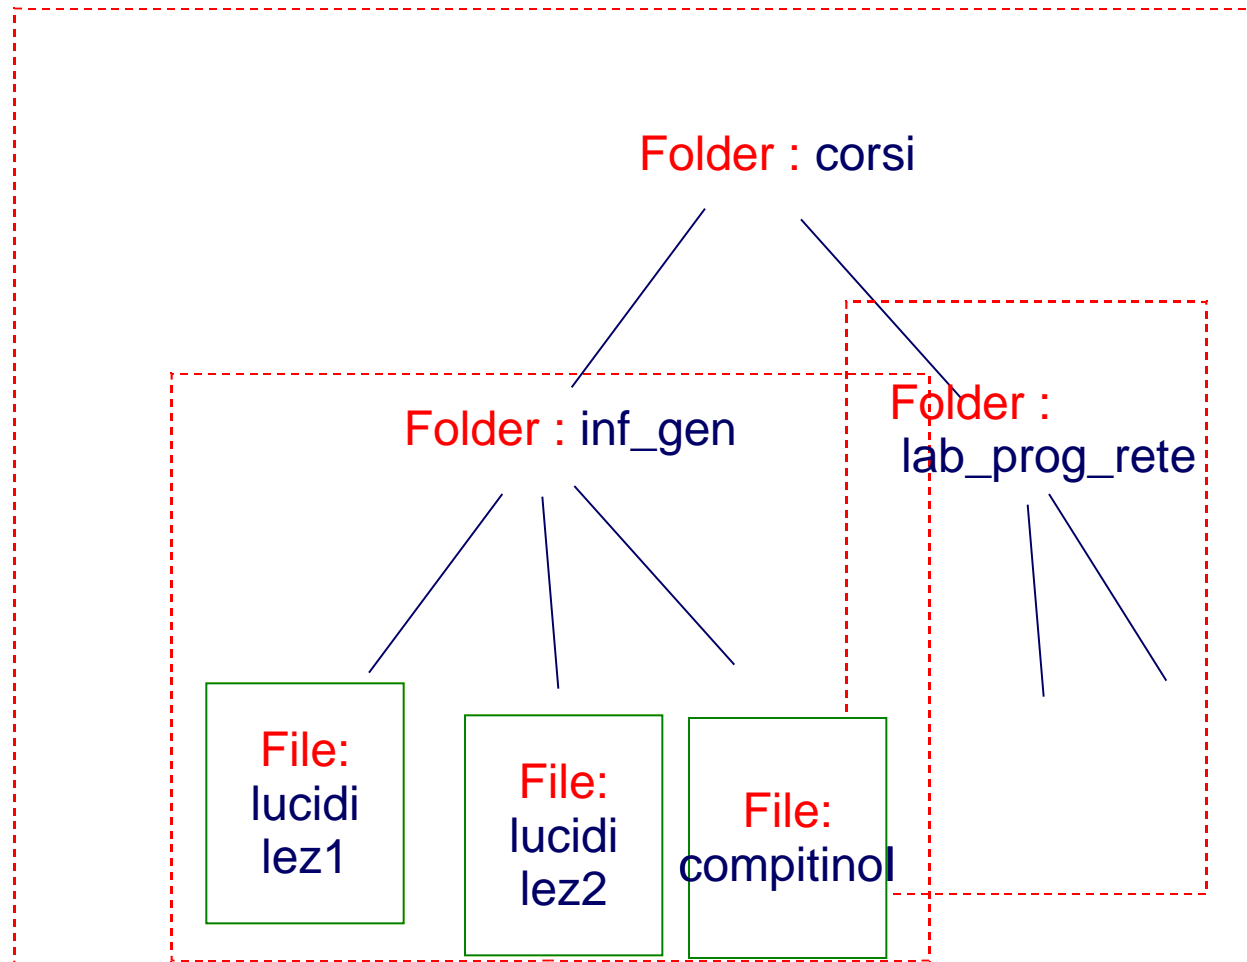 Folder : corsi
Folder : inf_gen
Folder :
lab_prog_rete
File:
lucidi
lez1
File:
lucidi
lez2
File:
compitinoI